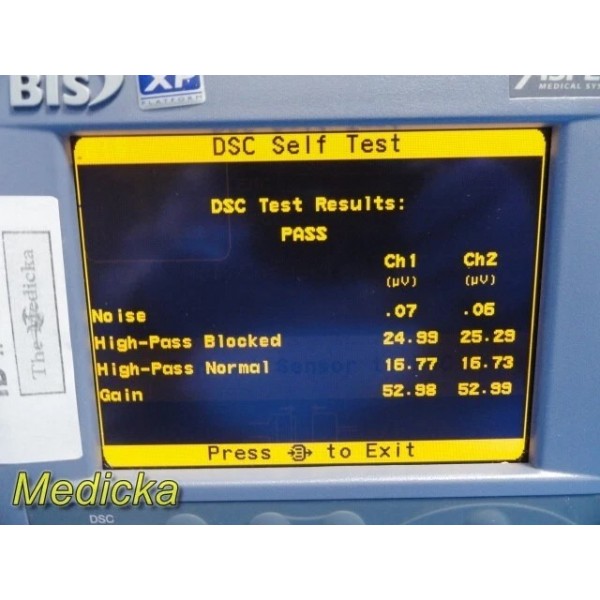 BIS
XP
PLATFORM
MEDICAL
DSC Self Test
DSC Test Results:
PASS
Ch1 Ch2
(µV) (µV)
Noise .07 .06
High-Pass Blocked 24.99 25.29
High-Pass Normal 16.77 16.73
Gain 52.98 52.99
Press to Exit
The Medicka
Medicka
DSC